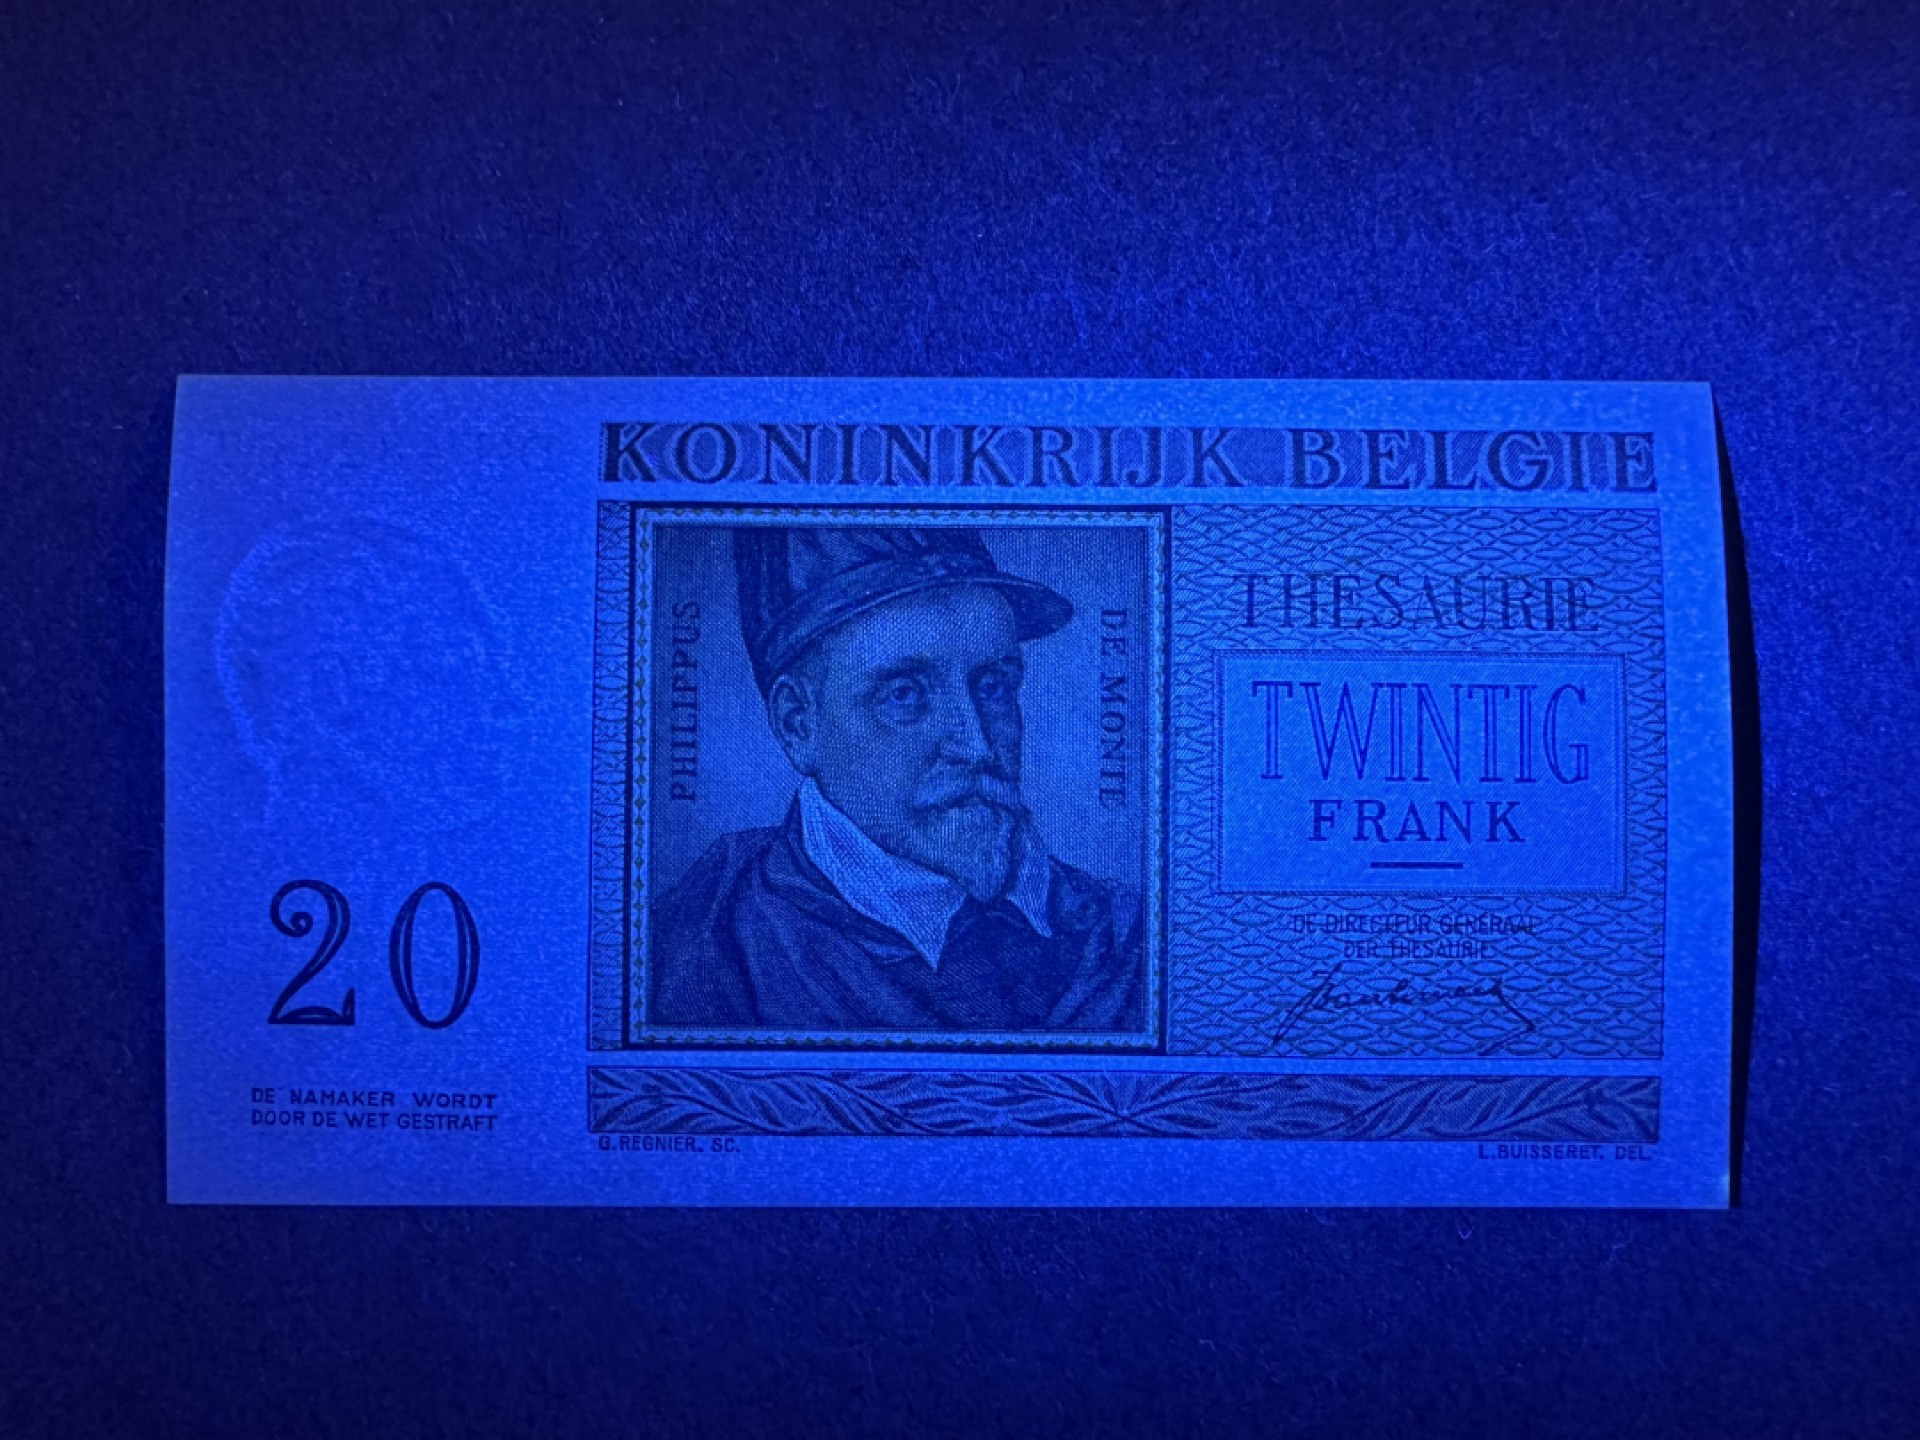 KONINKRIJK BELGIE
PHILIPPUS
DE MONTE
THESAURIE
TWINTIG
FRANK
DE DIRECTEUR GENERAAL
DER THESAURIE
20
DE NAMAKER WORDT
DOOR DE WET GESTRAFT
G. REGNIER. SC.
L. BUISSERET. DEL.